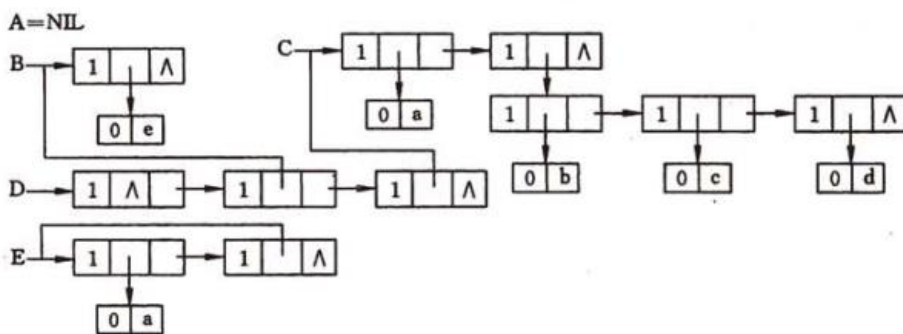 A=NIL
B 1 ∧ C 1 1 ∧
0 e 0 a 1 1 1 ∧
0 b 0 c 0 d
D 1 ∧ 1 1 ∧
E 1 1 ∧
0 a